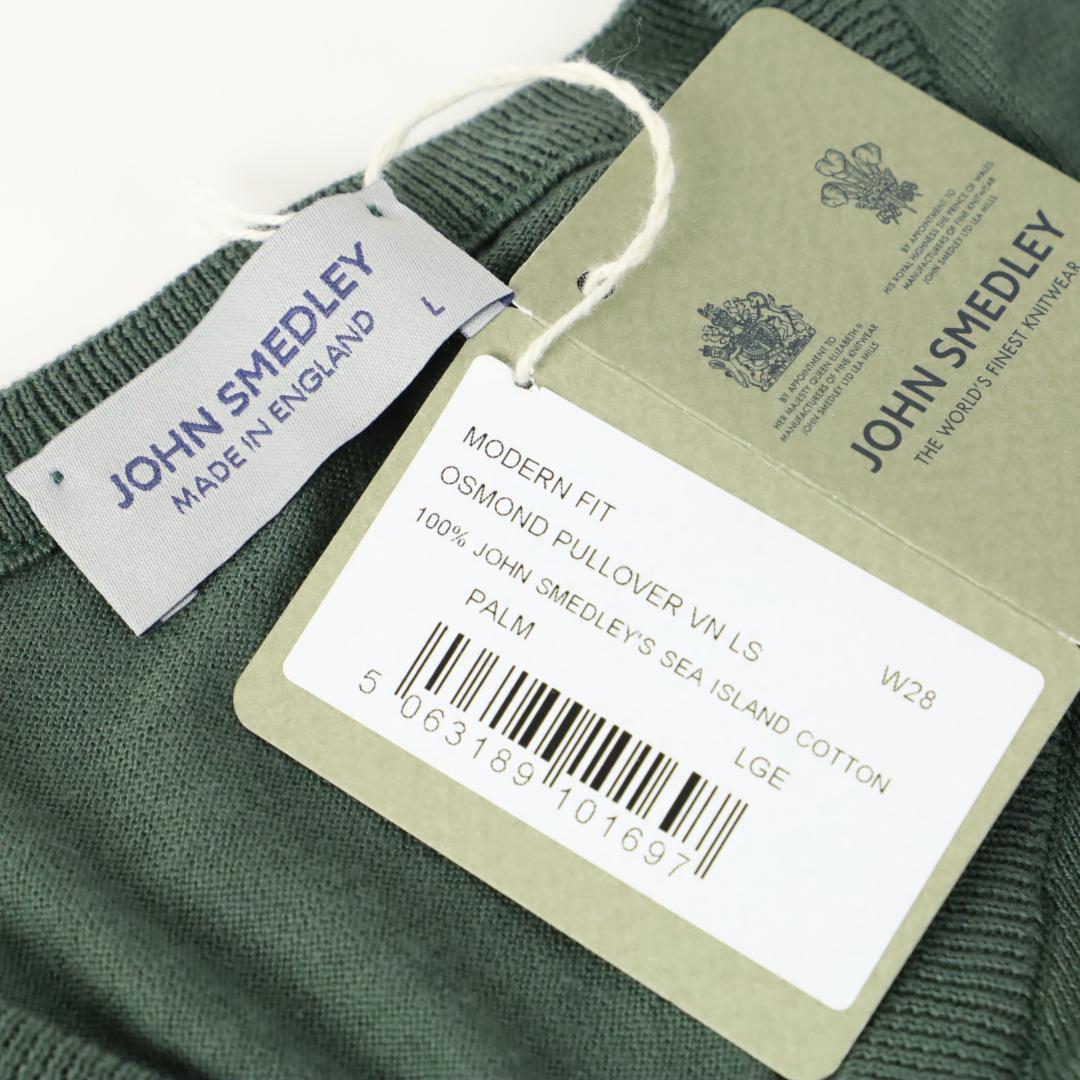 JOHN SMEDLEY
MADE IN ENGLAND
L
BY APPOINTMENT TO
HIS ROYAL HIGHNESS THE PRINCE OF WALES
MANUFACTURERS OF FINE KNITWEAR
JOHN SMEDLEY LTD LEA MILLS
BY APPOINTMENT TO
HER MAJESTY QUEEN ELIZABETH II
MANUFACTURERS OF FINE KNITWEAR
JOHN SMEDLEY LTD LEA MILLS
JOHN SMEDLEY
THE WORLD'S FINEST KNITWEAR
MODERN FIT
OSMOND PULLOVER VN LS
W28
100% JOHN SMEDLEY'S SEA ISLAND COTTON
PALM
LGE
5 063189 101697